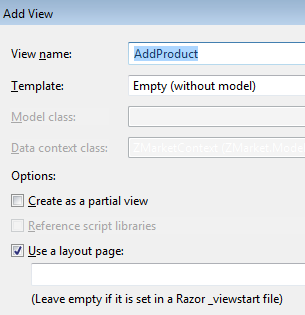 Add View
View name:
AddProduct
Template:
Empty (without model)
Model class:
Data context class:
ZMarketContext (ZMarket.Model
Options:
Create as a partial view
Reference script libraries
Use a layout page:
(Leave empty if it is set in a Razor _viewstart file)